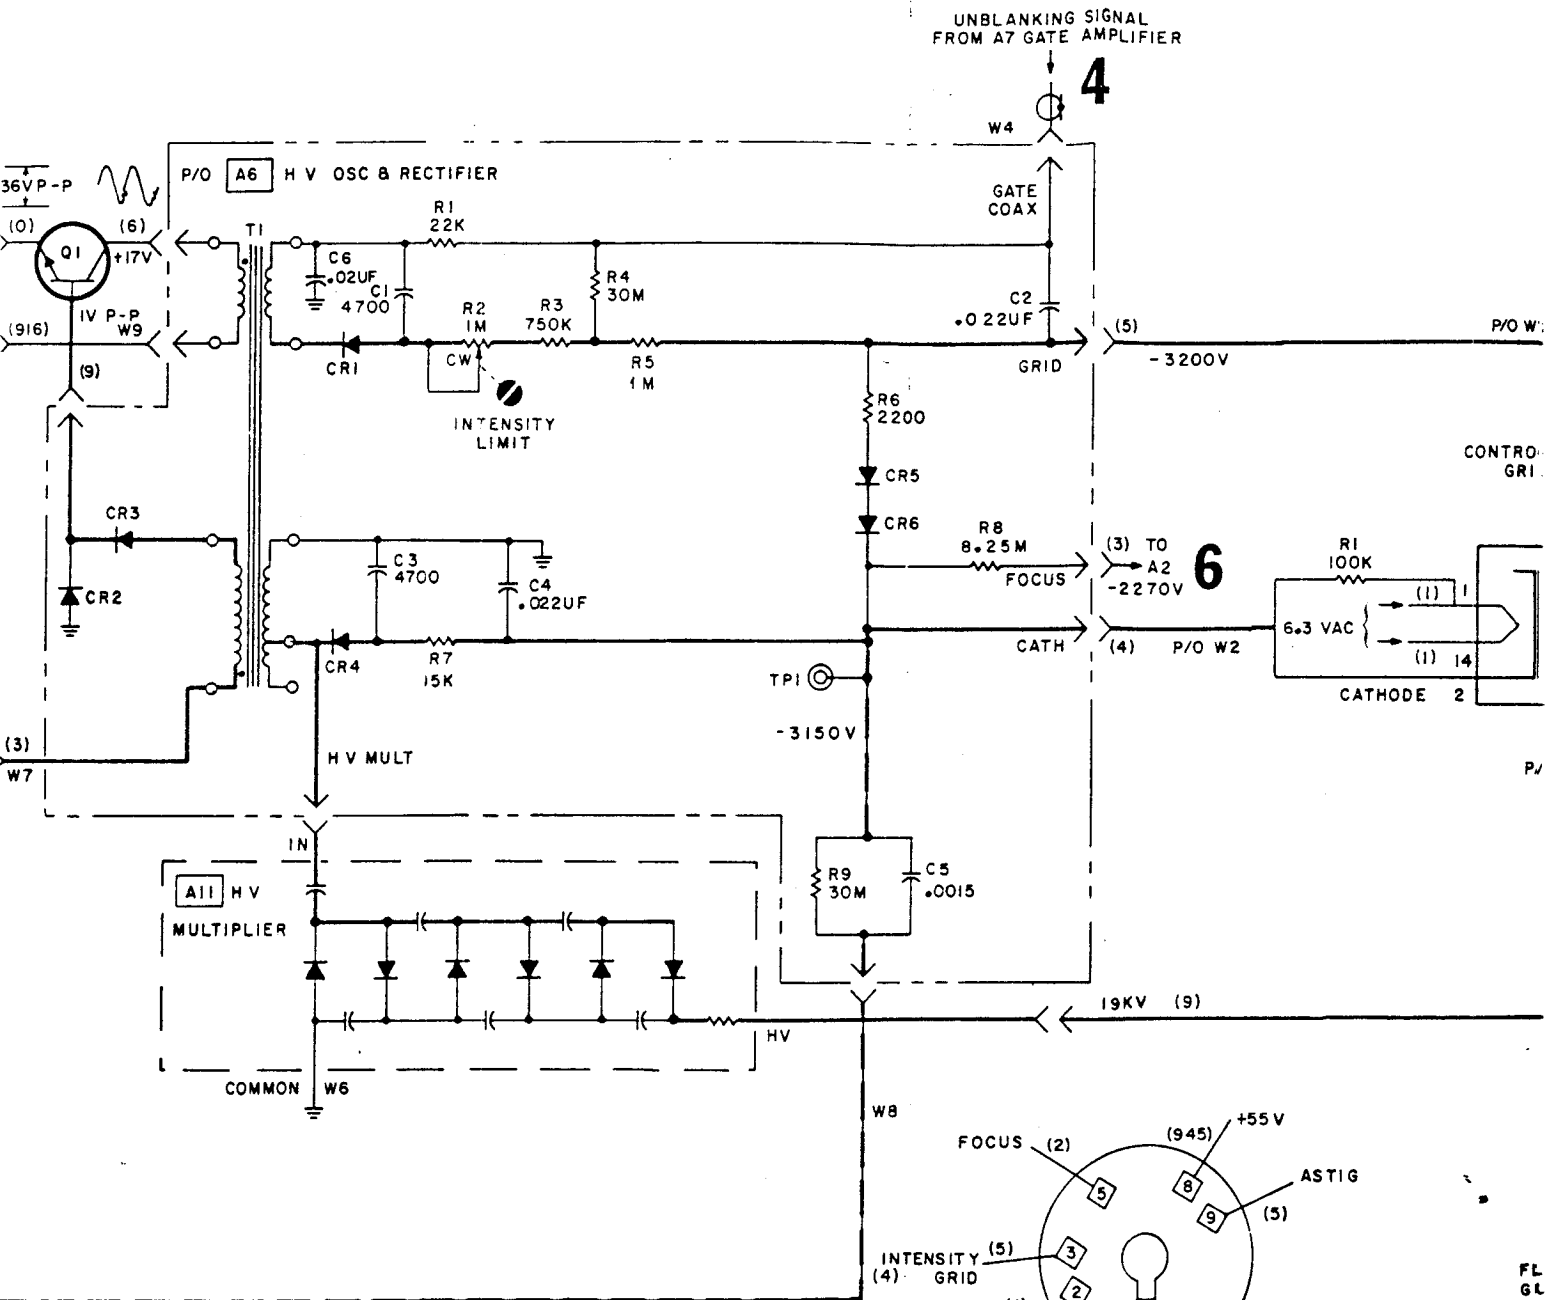 UNBLANKING SIGNAL
FROM A7 GATE AMPLIFIER
4
W4
36V P-P
P/O A6 H V OSC & RECTIFIER
GATE
COAX
(0)
(6)
Q1
+17V
T1
R1
22K
C6
.02UF
C1
4700
R4
30M
1V P-P
W9
(916)
(9)
R2
1M
CW
R3
750K
C2
.022UF
(5)
P/O W
-3200V
CR1
R5
1M
GRID
INTENSITY
LIMIT
R6
2200
CONTRO
GRI
CR5
CR3
CR6
R8
8.25M
(3) TO
A2
6
R1
100K
C3
4700
FOCUS
-2270V
C4
.022UF
CR2
(1) 1
6.3 VAC
CATH
(4)
P/O W2
(1) 14
CR4
R7
15K
TP1
CATHODE 2
-3150V
(3)
W7
H V MULT
P/
IN
A11 H V
MULTIPLIER
R9
30M
C5
.0015
19KV (9)
HV
COMMON W6
W8
+55V
FOCUS (2)
(945)
ASTIG
5
8
9
(5)
INTENSITY (5)
(4) GRID
3
2
FL
GL